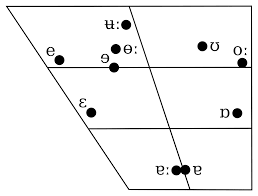 ʉː
ʊ oː
e ɘ ɵː
ɛ ɒ
ɐː ɐ